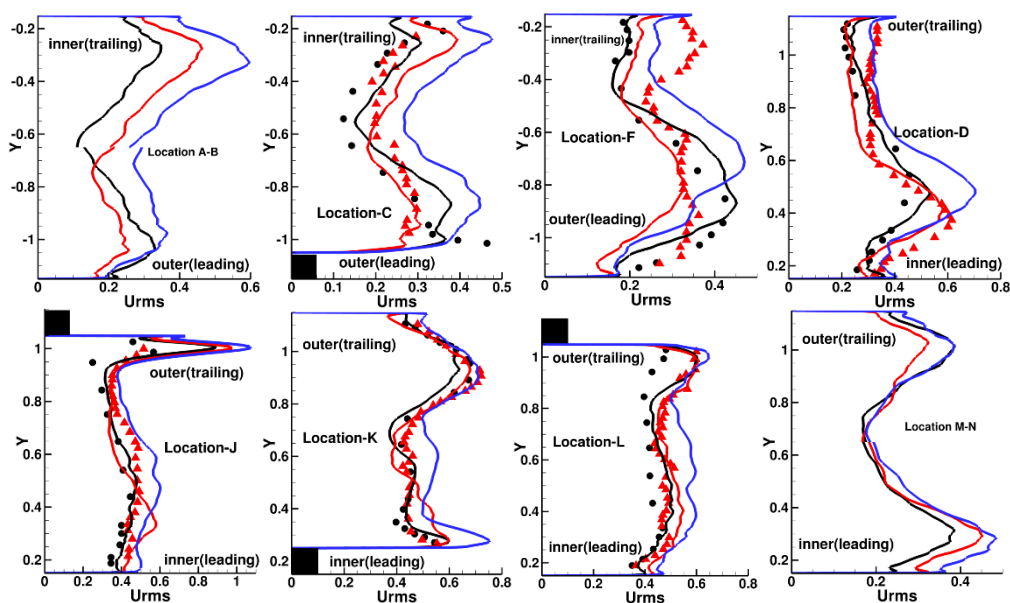 -0.2
-0.4
-0.6
-0.8
-1
Y
inner(trailing)
Location A-B
outer(leading)
0 0.2 0.4 0.6
Urms
-0.2
-0.4
-0.6
-0.8
-1
Y
inner(trailing)
Location-C
outer(leading)
0 0.1 0.2 0.3 0.4 0.5
Urms
-0.2
-0.4
-0.6
-0.8
-1
Y
inner(trailing)
Location-F
outer(leading)
0 0.2 0.4 0.6
Urms
1
0.8
0.6
0.4
0.2
Y
outer(trailing)
Location-D
inner(leading)
0 0.2 0.4 0.6 0.8 1
Urms
1
0.8
0.6
0.4
0.2
Y
outer(trailing)
Location-J
inner(leading)
0 0.2 0.4 0.6 0.8 1
Urms
1
0.8
0.6
0.4
0.2
Y
outer(trailing)
Location-K
inner(leading)
0 0.2 0.4 0.6 0.8
Urms
1
0.8
0.6
0.4
0.2
Y
outer(trailing)
Location-L
inner(leading)
0.2 0.4 0.6 0.8
Urms
1
0.8
0.6
0.4
0.2
Y
outer(trailing)
Location M-N
inner(leading)
0 0.2 0.4
Urms